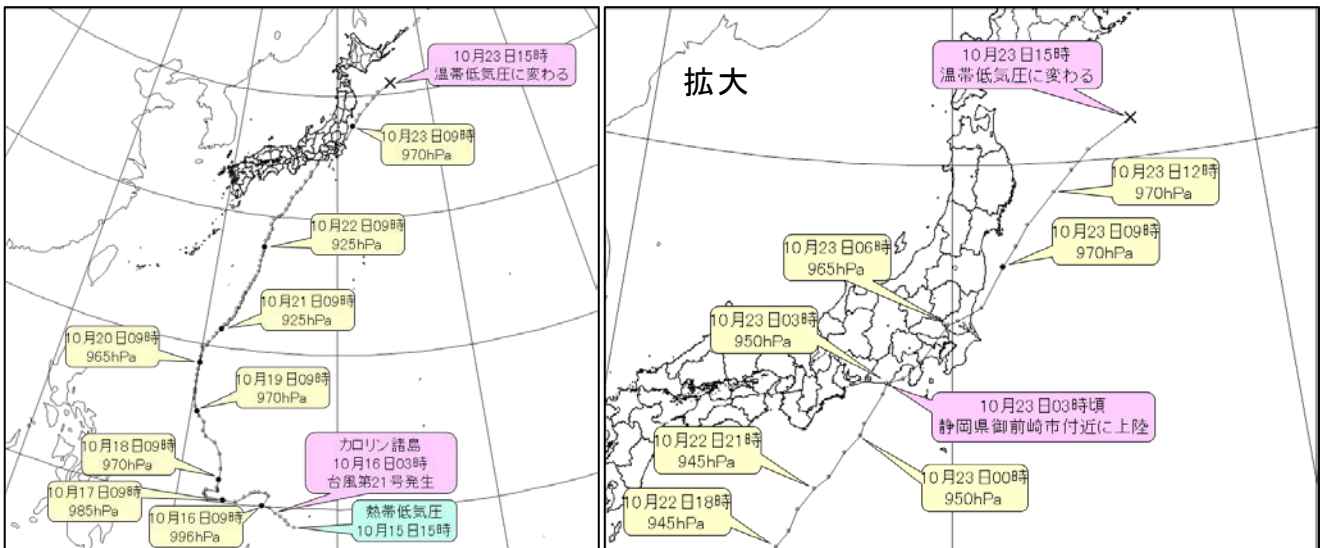 10月23日15時
温帯低気圧に変わる
10月23日09時
970hPa
10月22日09時
925hPa
10月21日09時
925hPa
10月20日09時
965hPa
10月19日09時
970hPa
10月18日09時
970hPa
カロリン諸島
10月16日03時
台風第21号発生
10月17日09時
985hPa
10月16日09時
996hPa
熱帯低気圧
10月15日15時
拡大
10月23日15時
温帯低気圧に変わる
10月23日12時
970hPa
10月23日09時
970hPa
10月23日06時
965hPa
10月23日03時
950hPa
10月23日03時頃
静岡県御前崎市付近に上陸
10月22日21時
945hPa
10月23日00時
950hPa
10月22日18時
945hPa